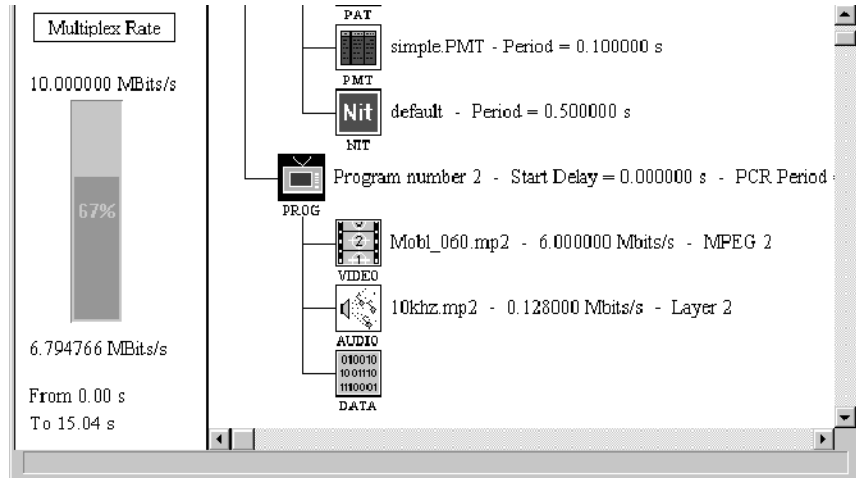 Multiplex Rate
10.000000 MBits/s
67%
6.794766 MBits/s
From 0.00 s
To 15.04 s
PAT
simple.PMT - Period = 0.100000 s
PMT
Nit
default - Period = 0.500000 s
NIT
Program number 2 - Start Delay = 0.000000 s - PCR Period
PROG
2
1
Mobl_060.mp2 - 6.000000 Mbits/s - MPEG 2
VIDEO
10khz.mp2 - 0.128000 Mbits/s - Layer 2
AUDIO
010010
1001110
1110001
DATA